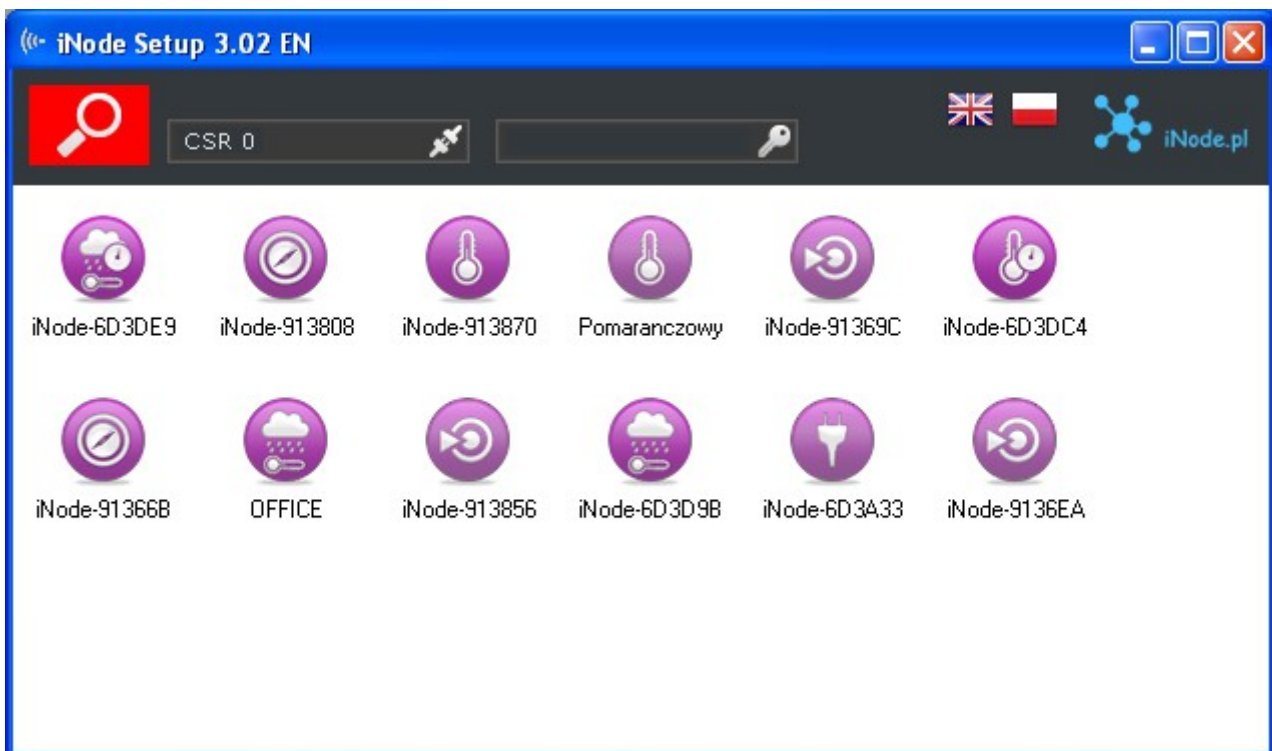 iNode Setup 3.02 EN
CSR 0
iNode.pl
iNode-6D3DE9 iNode-913808 iNode-913870 Pomaranczowy iNode-91369C iNode-6D3DC4
iNode-91366B OFFICE iNode-913856 iNode-6D3D9B iNode-6D3A33 iNode-9136EA